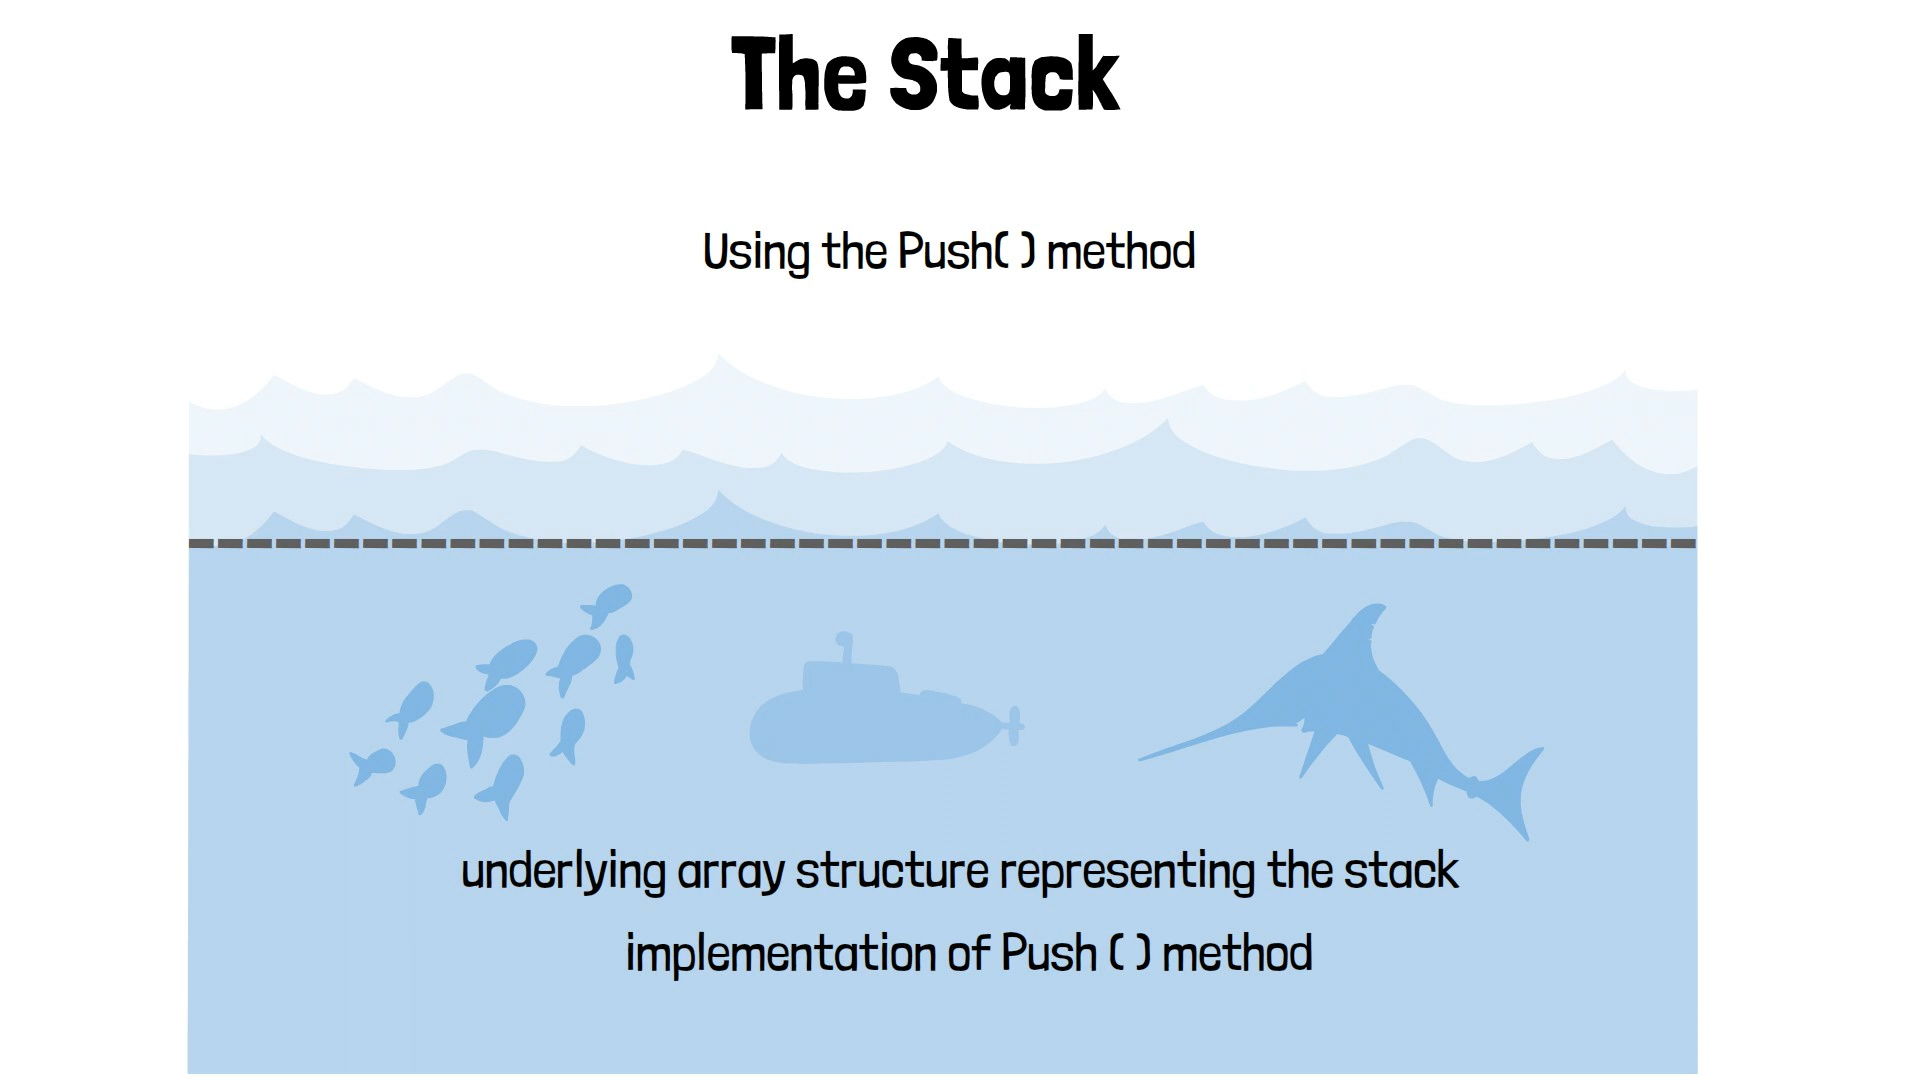 The Stack
Using the Push( ) method
underlying array structure representing the stack
implementation of Push ( ) method